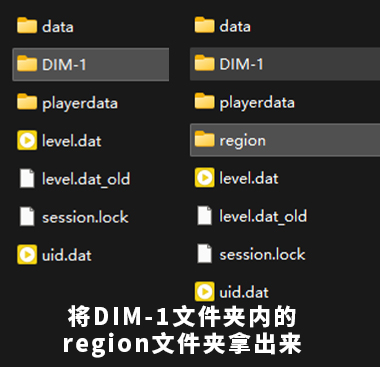 data
DIM-1
playerdata
level.dat
level.dat_old
session.lock
uid.dat
data
DIM-1
playerdata
region
level.dat
level.dat_old
session.lock
uid.dat
将DIM-1文件夹内的
region文件夹拿出来